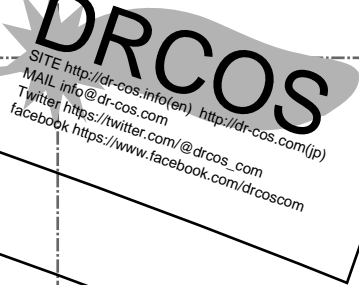 DRCOS
SITE http://dr-cos.info(en) http://dr-cos.com(jp)
MAIL info@dr-cos.com
Twitter https://twitter.com/@drcos_com
facebook https://www.facebook.com/drcoscom